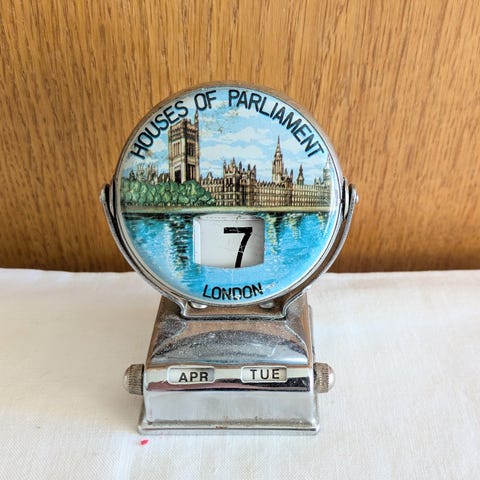 HOUSES OF PARLIAMENT
7
LONDON
APR TUE